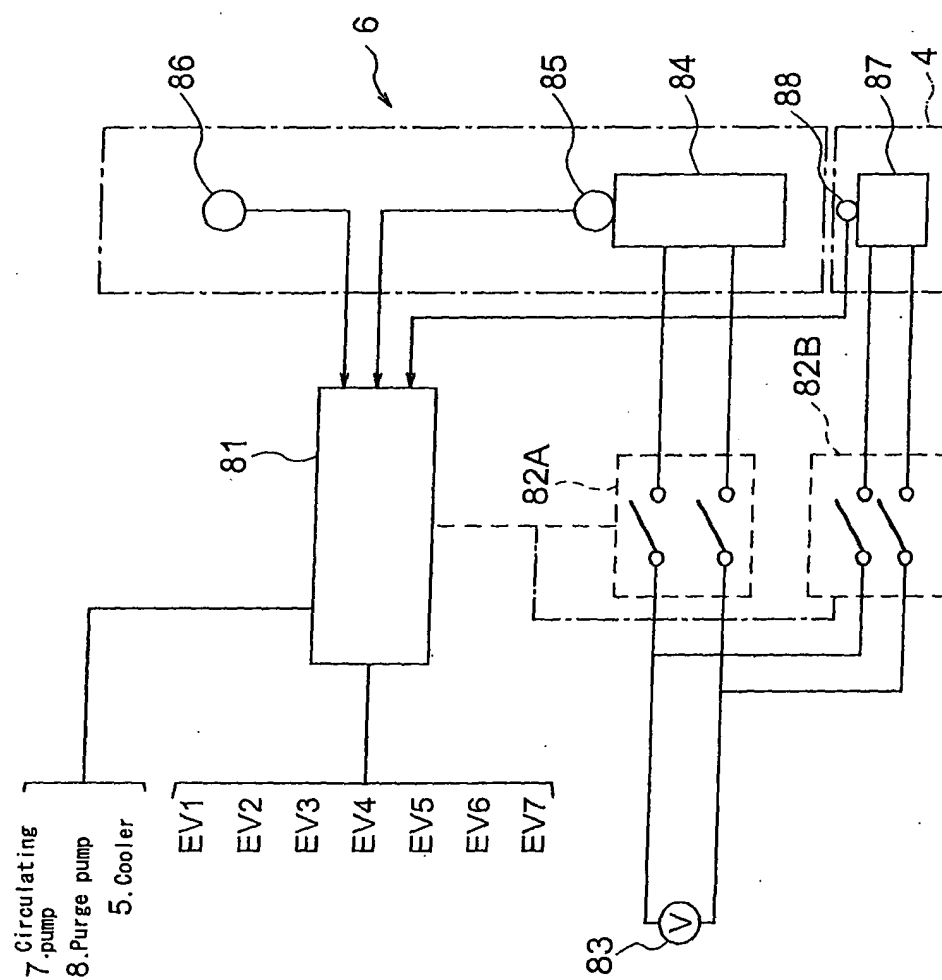 7. Circulating
pump
8. Purge pump
5. Cooler
EV1
EV2
EV3
EV4
EV5
EV6
EV7
81
82A
82B
83
V
86
6
85
84
88
87
4